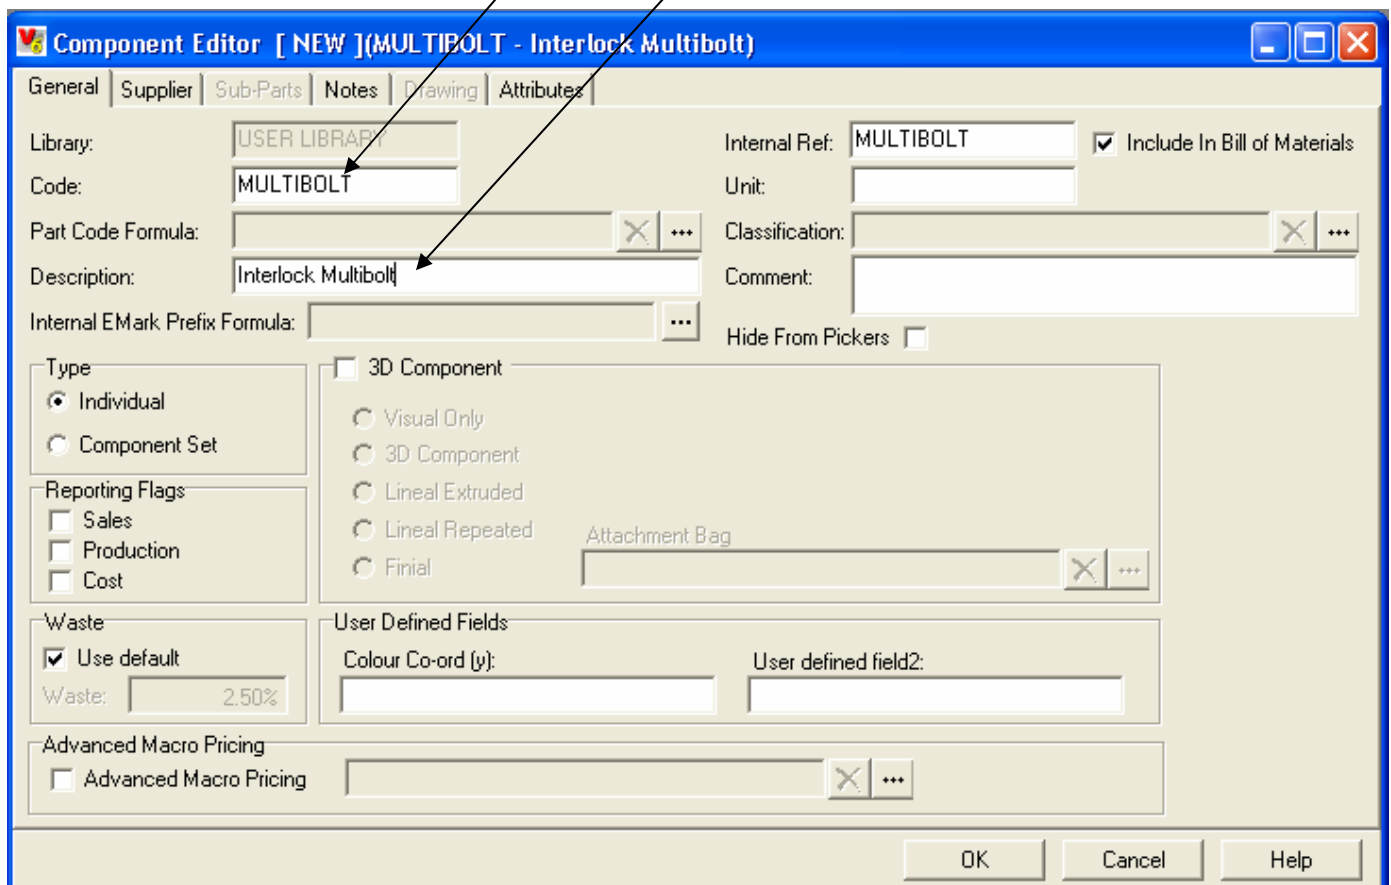 Component Editor [ NEW ](MULTIBOLT - Interlock Multibolt)
General Supplier Sub-Parts Notes Drawing Attributes
Library: USER LIBRARY Internal Ref: MULTIBOLT Include In Bill of Materials
Code: MULTIBOLT Unit:
Part Code Formula: ... Classification: ...
Description: Interlock Multibolt Comment:
Internal EMark Prefix Formula: ...
Hide From Pickers
Type 3D Component
Individual
Visual Only
Component Set
3D Component
Reporting Flags Lineal Extruded
Sales
Lineal Repeated Attachment Bag
Production
Finial ...
Cost
Waste User Defined Fields
Use default Colour Co-ord (y): User defined field2:
Waste: 2.50%
Advanced Macro Pricing
Advanced Macro Pricing ...
OK Cancel Help